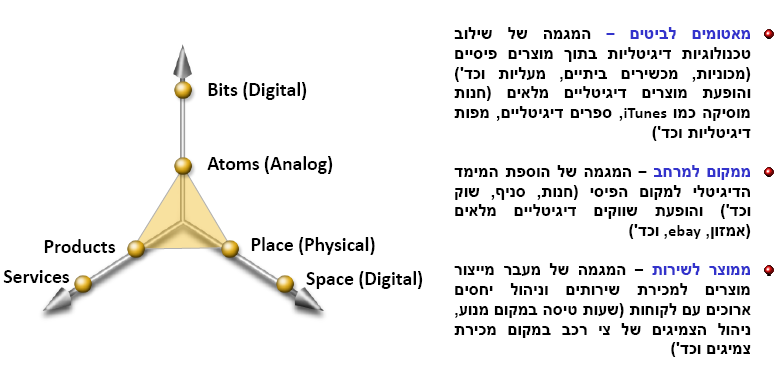 Bits (Digital)
Atoms (Analog)
Products
Place (Physical)
Services
Space (Digital)
מאטומים לביטים – המגמה של שילוב
טכנולוגיות דיגיטליות בתוך מוצרים פיסיים
(מכוניות, מכשירים ביתיים, מעליות וכד')
והופעת מוצרים דיגיטליים מלאים (חנות
מוסיקה כמו iTunes, ספרים דיגיטליים, מפות
דיגיטליות וכד')
ממקום למרחב – המגמה של הוספת המימד
הדיגיטלי למקום הפיסי (חנות, סניף, שוק
וכד') והופעת שווקים דיגיטליים מלאים
(אמזון, ebay, וכד')
ממוצר לשירות – המגמה של מעבר מייצור
מוצרים למכירת שירותים וניהול יחסים
ארוכים עם לקוחות (שעות טיסה במקום מנוע,
ניהול הצמיגים של צי רכב במקום מכירת
צמיגים וכד')